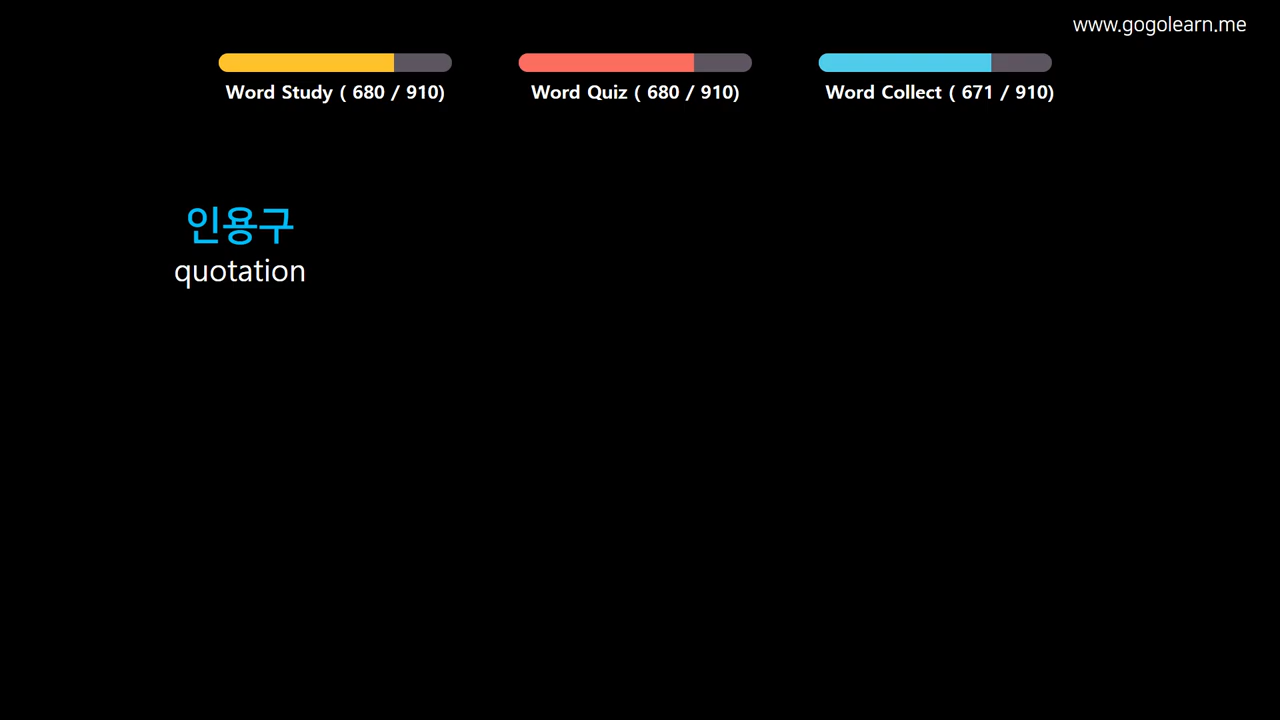 www.gogolearn.me
Word Study ( 680 / 910)
Word Quiz ( 680 / 910)
Word Collect ( 671 / 910)
인용구
quotation